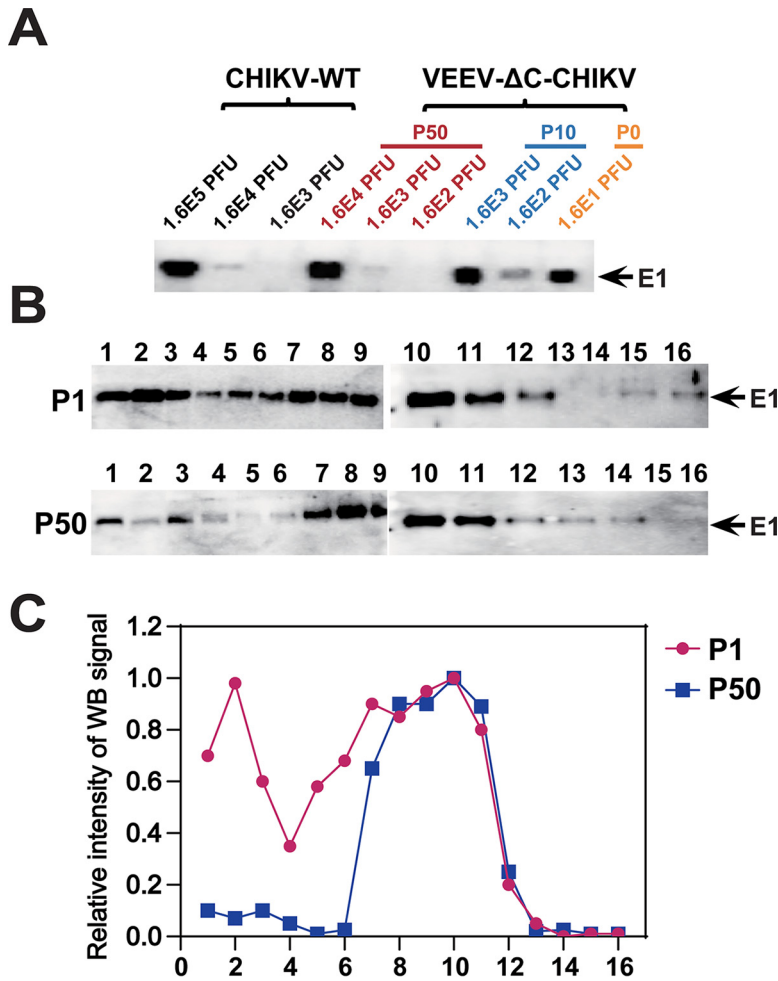 A
CHIKV-WT
VEEV-ΔC-CHIKV
P50
P10
P0
1.6E5 PFU
1.6E4 PFU
1.6E3 PFU
1.6E4 PFU
1.6E3 PFU
1.6E2 PFU
1.6E3 PFU
1.6E2 PFU
1.6E1 PFU
E1
B
1 2 3 4 5 6 7 8 9 10 11 12 13 14 15 16
P1
E1
1 2 3 4 5 6 7 8 9 10 11 12 13 14 15 16
P50
E1
C
Relative intensity of WB signal
1.2
1.0
0.8
0.6
0.4
0.2
0.0
0 2 4 6 8 10 12 14 16
P1
P50